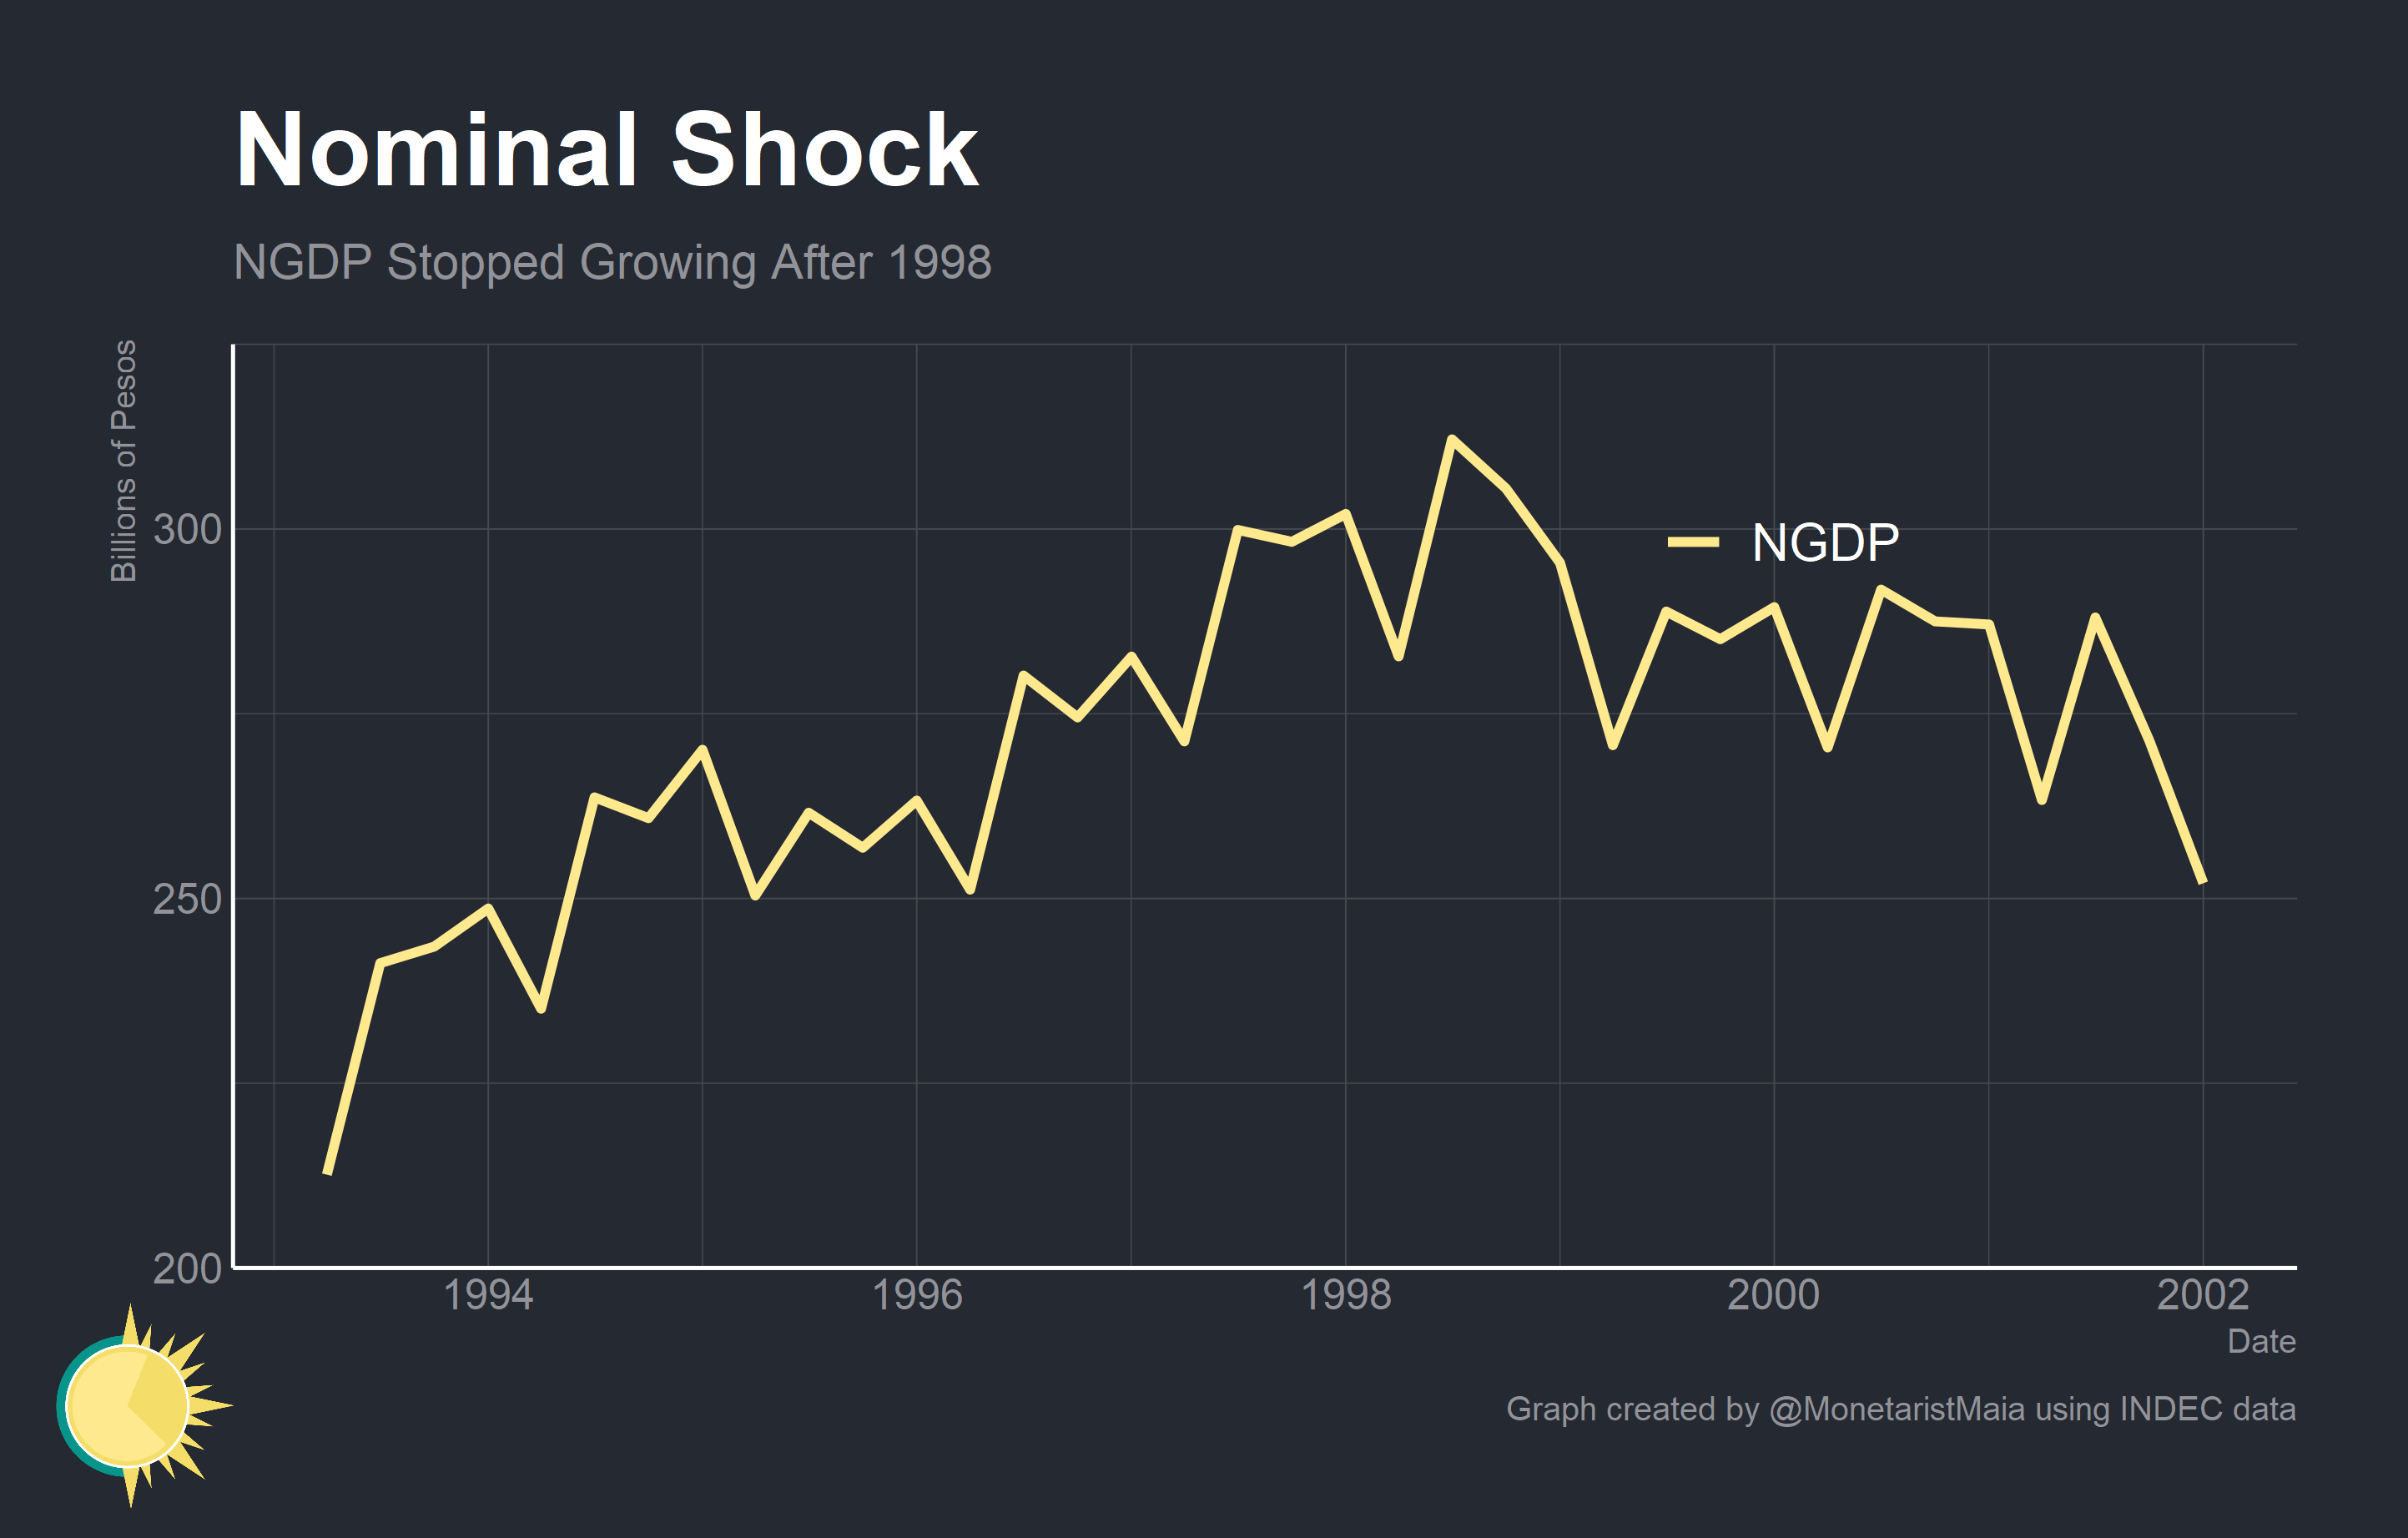 Nominal Shock
NGDP Stopped Growing After 1998
Billions of Pesos
300
250
200
NGDP
1994
1996
1998
2000
2002
Date
Graph created by @MonetaristMaia using INDEC data